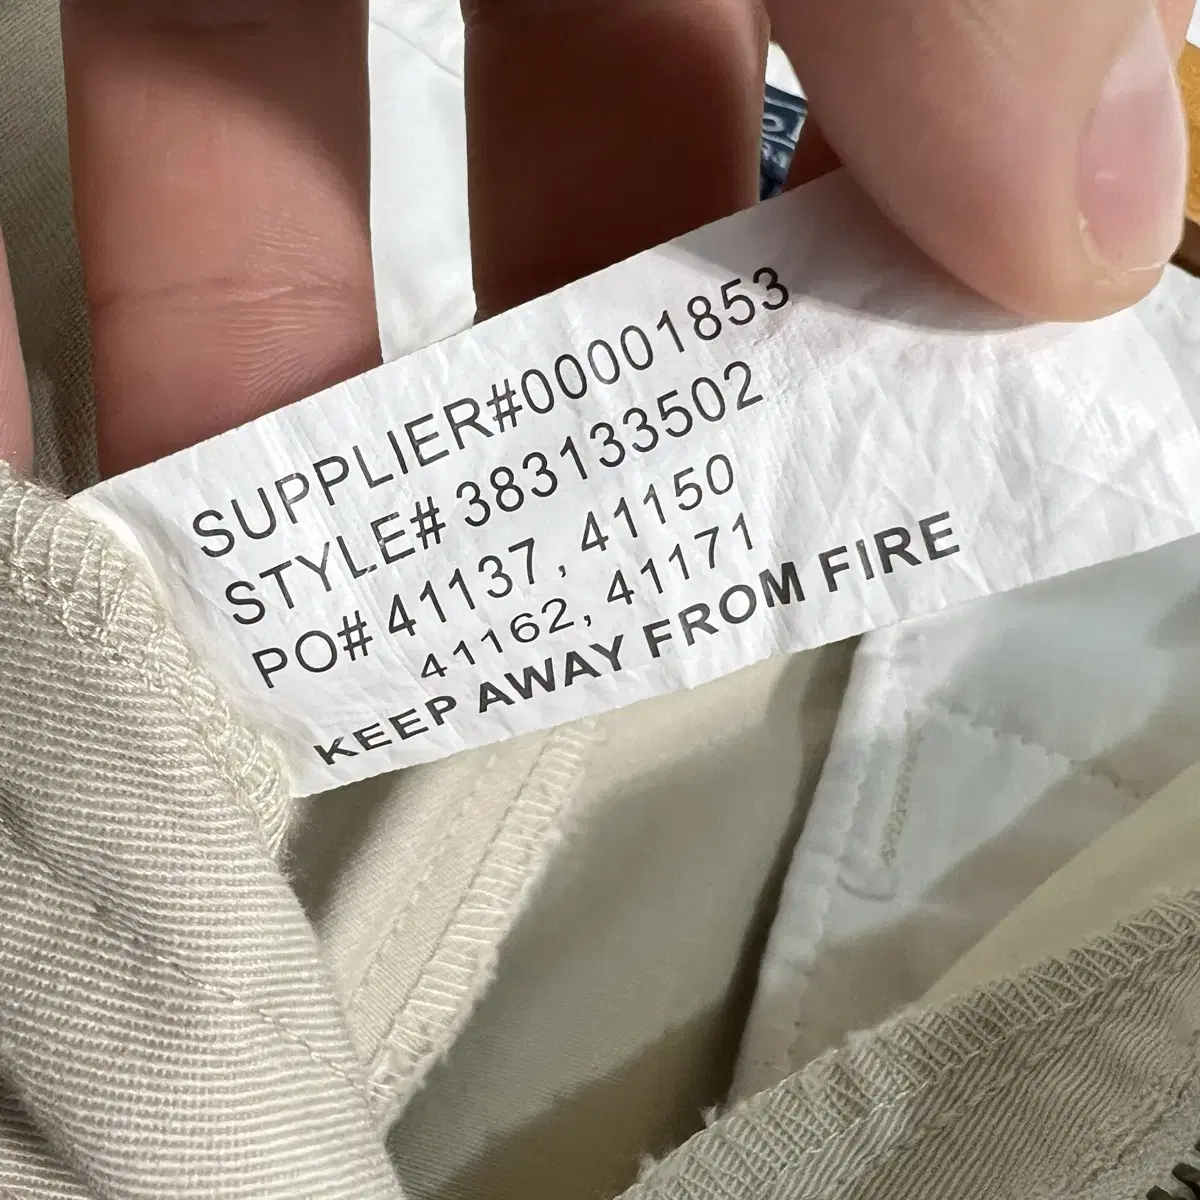 SUPPLIER#00001853
STYLE# 383133502
PO# 41137, 41150
41162, 41171
KEEP AWAY FROM FIRE